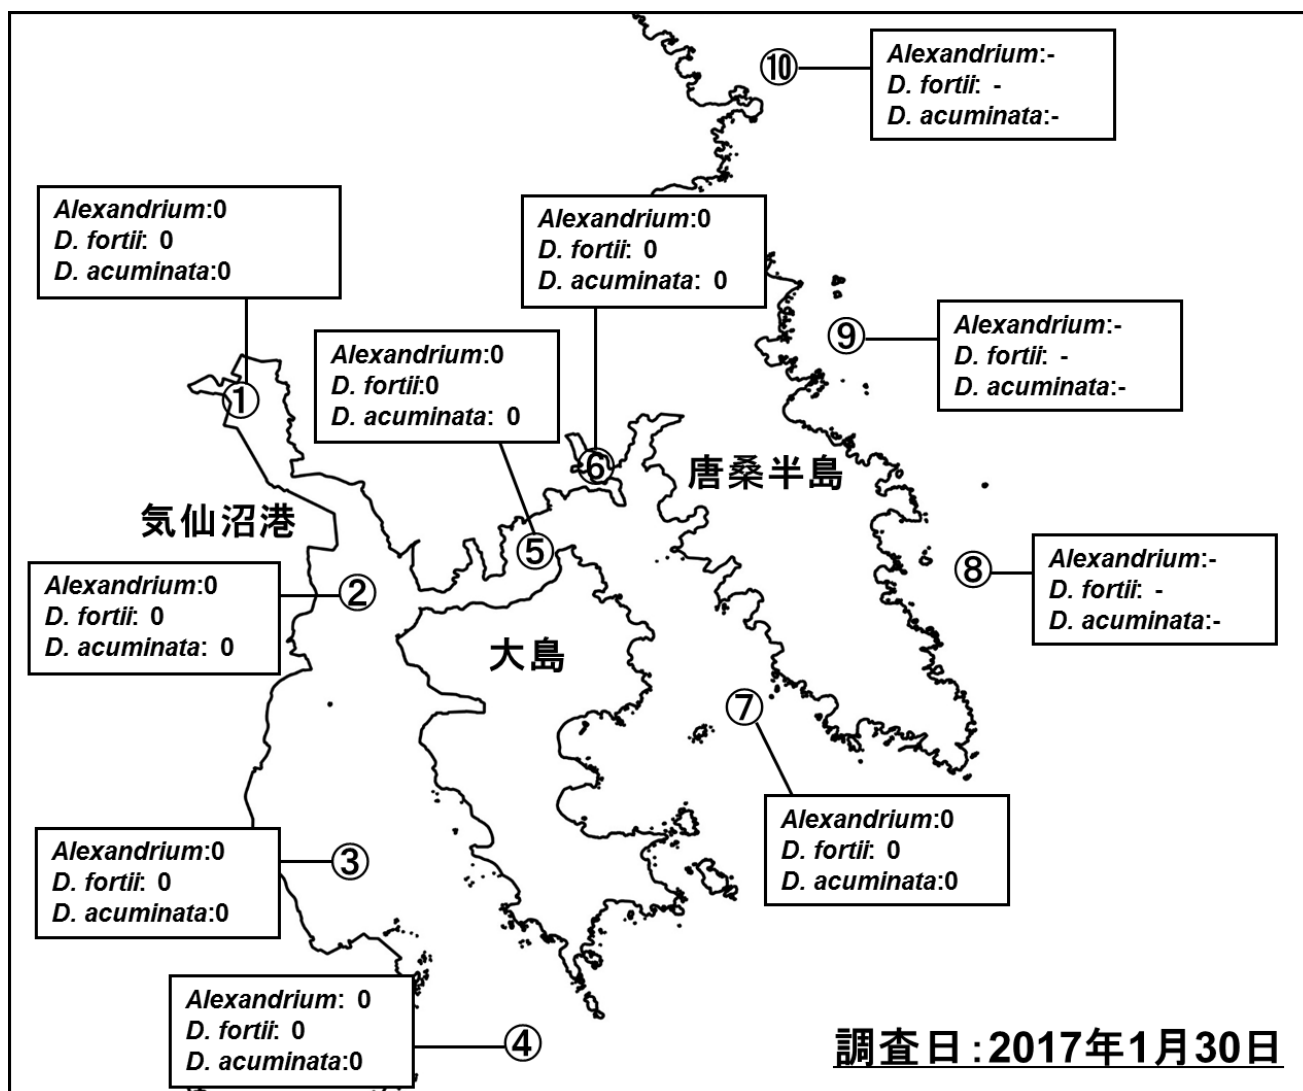 ⑩
Alexandrium:-
D. fortii: -
D. acuminata:-
Alexandrium:0
D. fortii: 0
D. acuminata:0
①
Alexandrium:0
D. fortii: 0
D. acuminata: 0
⑥
⑨
Alexandrium:-
D. fortii: -
D. acuminata:-
Alexandrium:0
D. fortii:0
D. acuminata: 0
⑤
唐桑半島
気仙沼港
⑧
Alexandrium:-
D. fortii: -
D. acuminata:-
Alexandrium:0
D. fortii: 0
D. acuminata: 0
②
大島
⑦
Alexandrium:0
D. fortii: 0
D. acuminata:0
Alexandrium:0
D. fortii: 0
D. acuminata:0
③
Alexandrium: 0
D. fortii: 0
D. acuminata:0
④
調査日:2017年1月30日